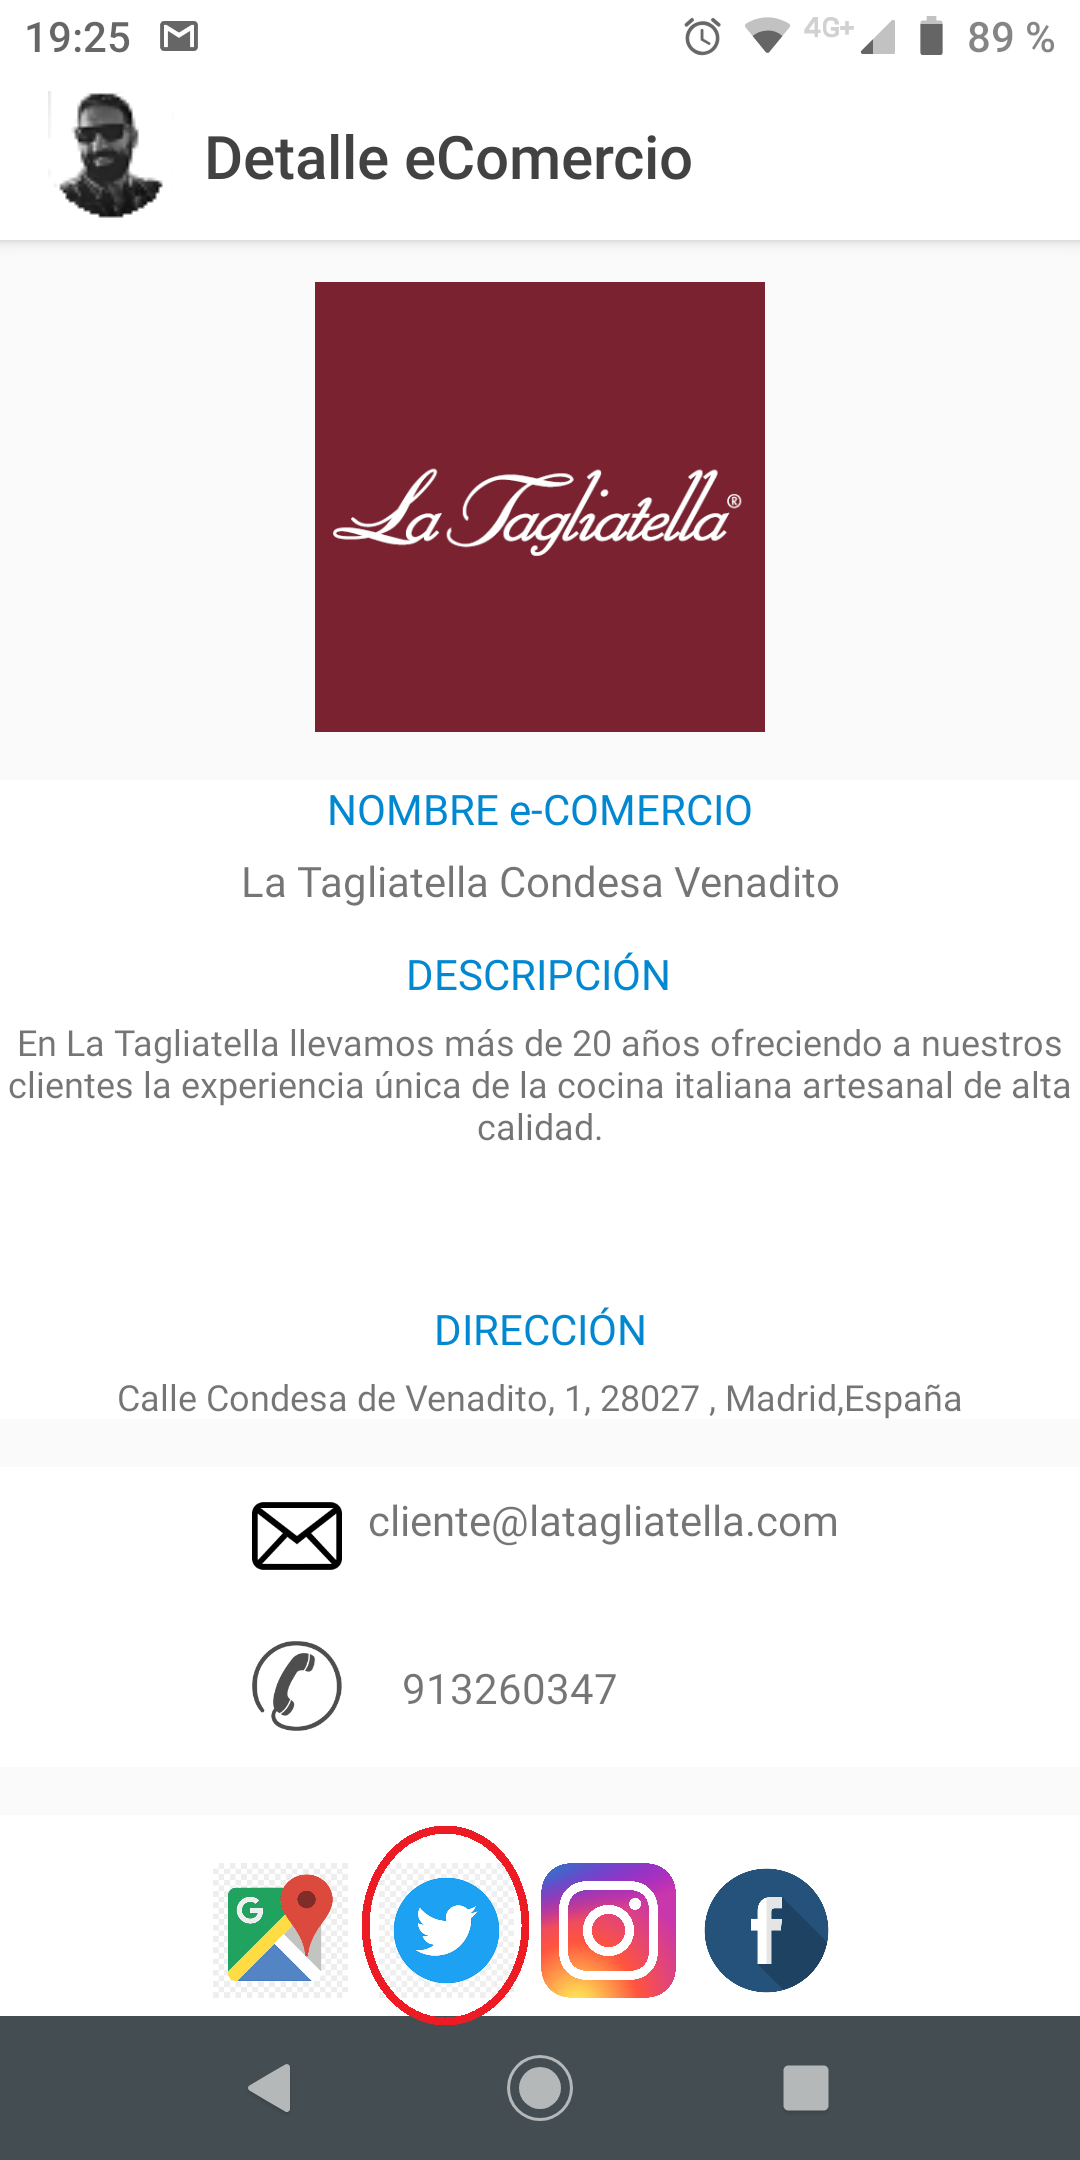 19:25 4G+ 89 %
Detalle eComercio
La Tagliatella®
NOMBRE e-COMERCIO
La Tagliatella Condesa Venadito
DESCRIPCIÓN
En La Tagliatella llevamos más de 20 años ofreciendo a nuestros
clientes la experiencia única de la cocina italiana artesanal de alta
calidad.
DIRECCIÓN
Calle Condesa de Venadito, 1, 28027 , Madrid,España
cliente@latagliatella.com
913260347
G f